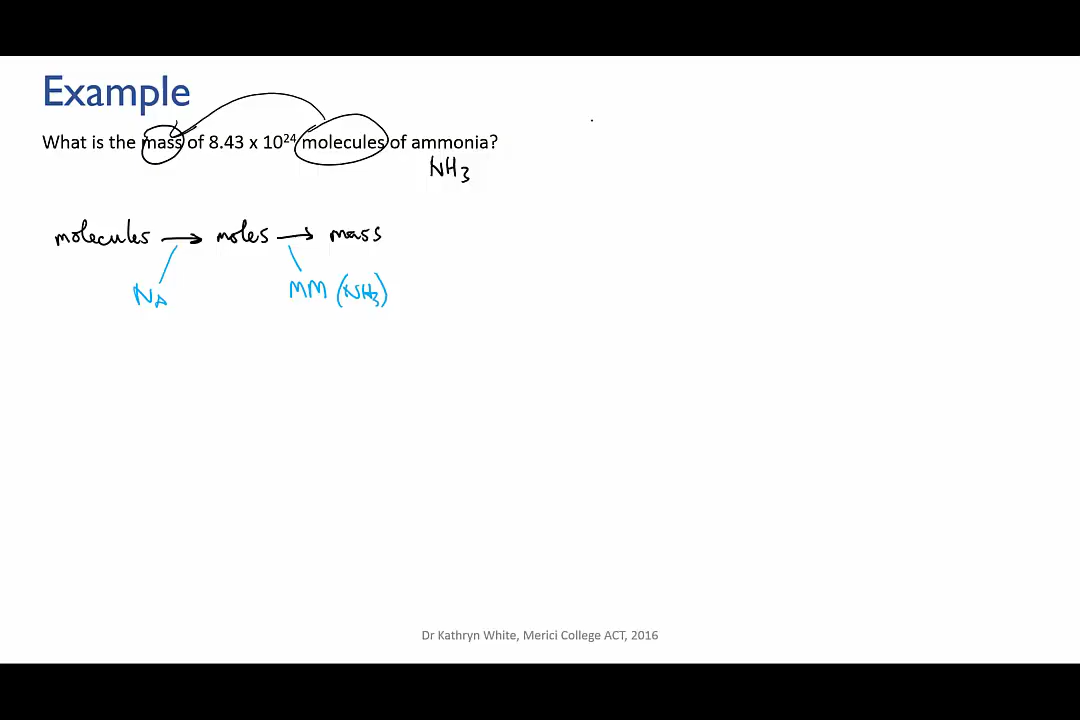 Example
What is the mass of 8.43 x 10²⁴ molecules of ammonia?
NH₃
molecules → moles → mass
NA MM (NH₃)
Dr Kathryn White, Merici College ACT, 2016